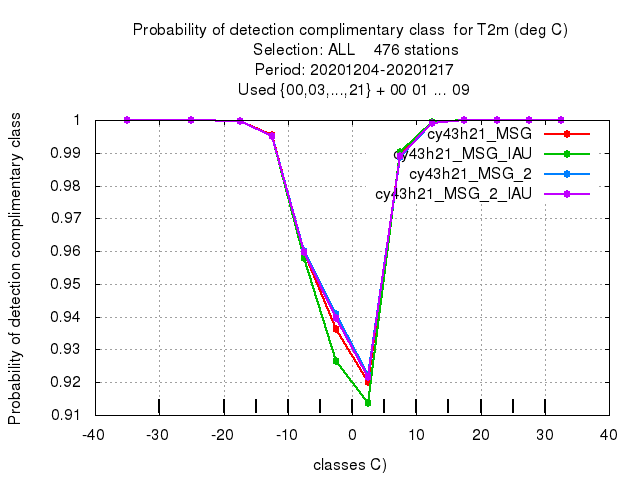 Probability of detection complimentary class  for T2m (deg C)
Selection: ALL    476 stations
Period: 20201204-20201217
Used {00,03,...,21} + 00 01 ... 09
Probability of detection complimentary class
1
0.99
0.98
0.97
0.96
0.95
0.94
0.93
0.92
0.91
cy43h21_MSG
cy43h21_MSG_IAU
cy43h21_MSG_2
cy43h21_MSG_2_IAU
-40 -30 -20 -10 0 10 20 30 40
classes C)